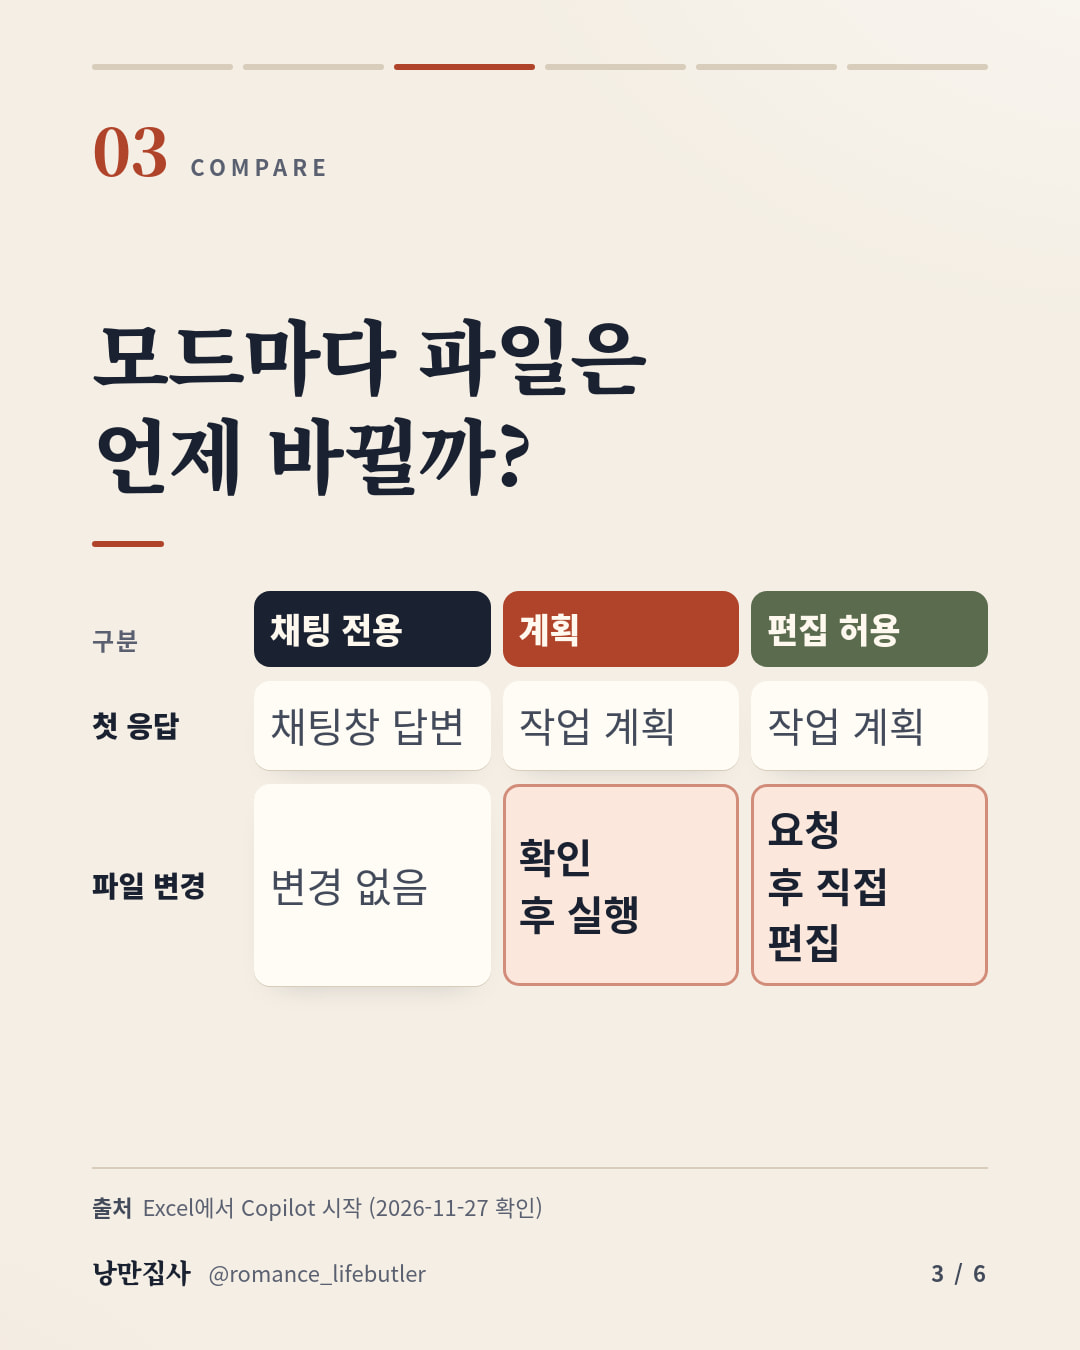 03 COMPARE
모드마다 파일은
언제 바뀔까?
구분 채팅 전용 계획 편집 허용
첫 응답 채팅창 답변 작업 계획 작업 계획
파일 변경 변경 없음
확인
후 실행
요청
후 직접
편집
출처 Excel에서 Copilot 시작 (2026-11-27 확인)
낭만집사 @romance_lifebutler 3 / 6